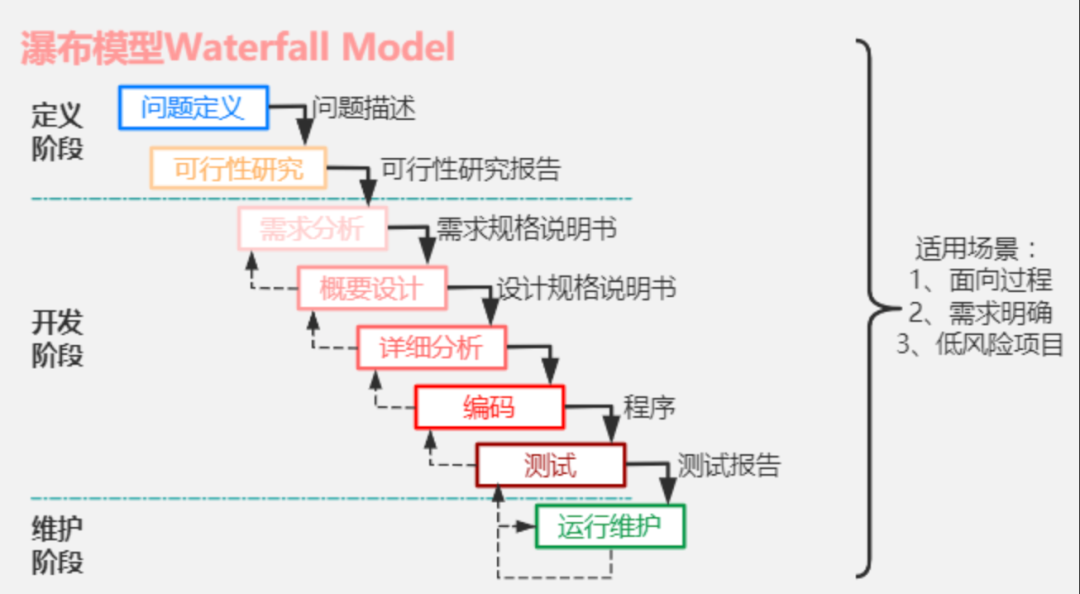 瀑布模型Waterfall Model
定义
阶段
问题定义
问题描述
可行性研究
可行性研究报告
需求分析
需求规格说明书
概要设计
设计规格说明书
开发
阶段
详细分析
编码
程序
测试
测试报告
维护
阶段
运行维护
适用场景：
1、面向过程
2、需求明确
3、低风险项目